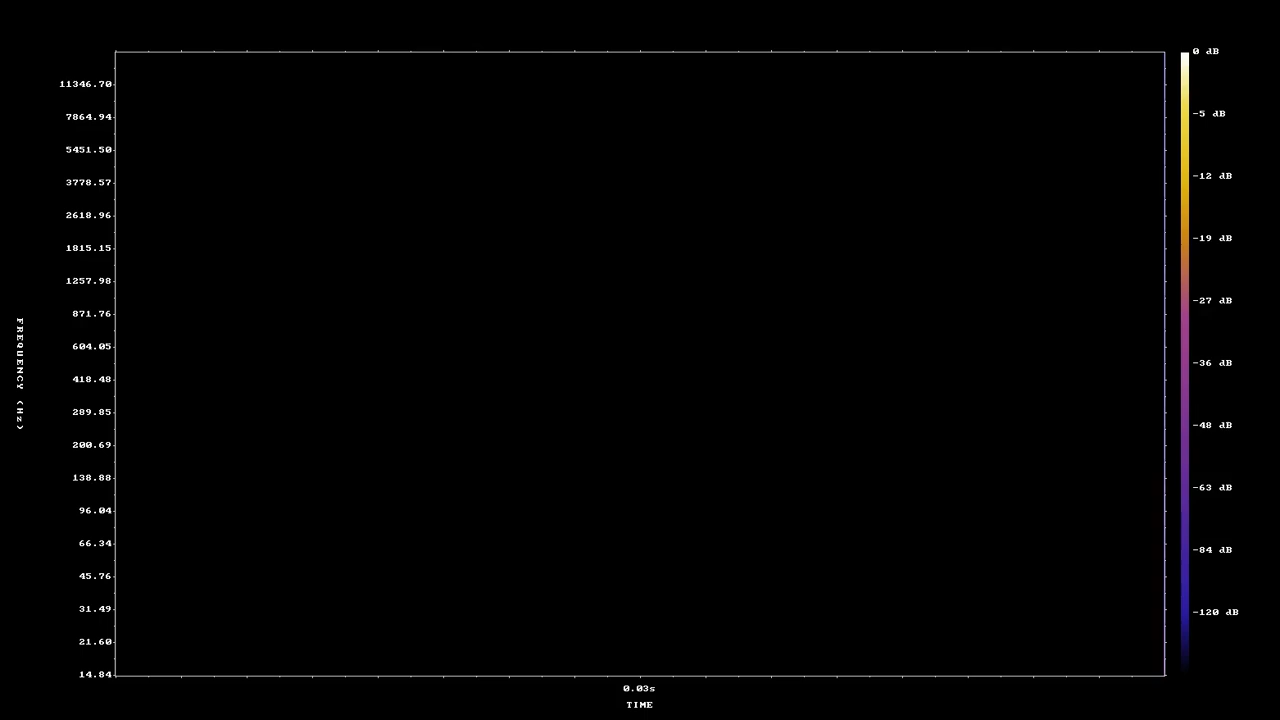 0 dB
11346.70
7864.94
-5 dB
5451.50
3778.57
-12 dB
2618.96
-19 dB
1815.15
1257.98
-27 dB
871.76
604.05
-36 dB
418.48
289.85
-48 dB
200.69
138.88
-63 dB
96.04
66.34
-84 dB
45.76
31.49
-120 dB
21.60
14.84
FREQUENCY (Hz)
0.03s
TIME